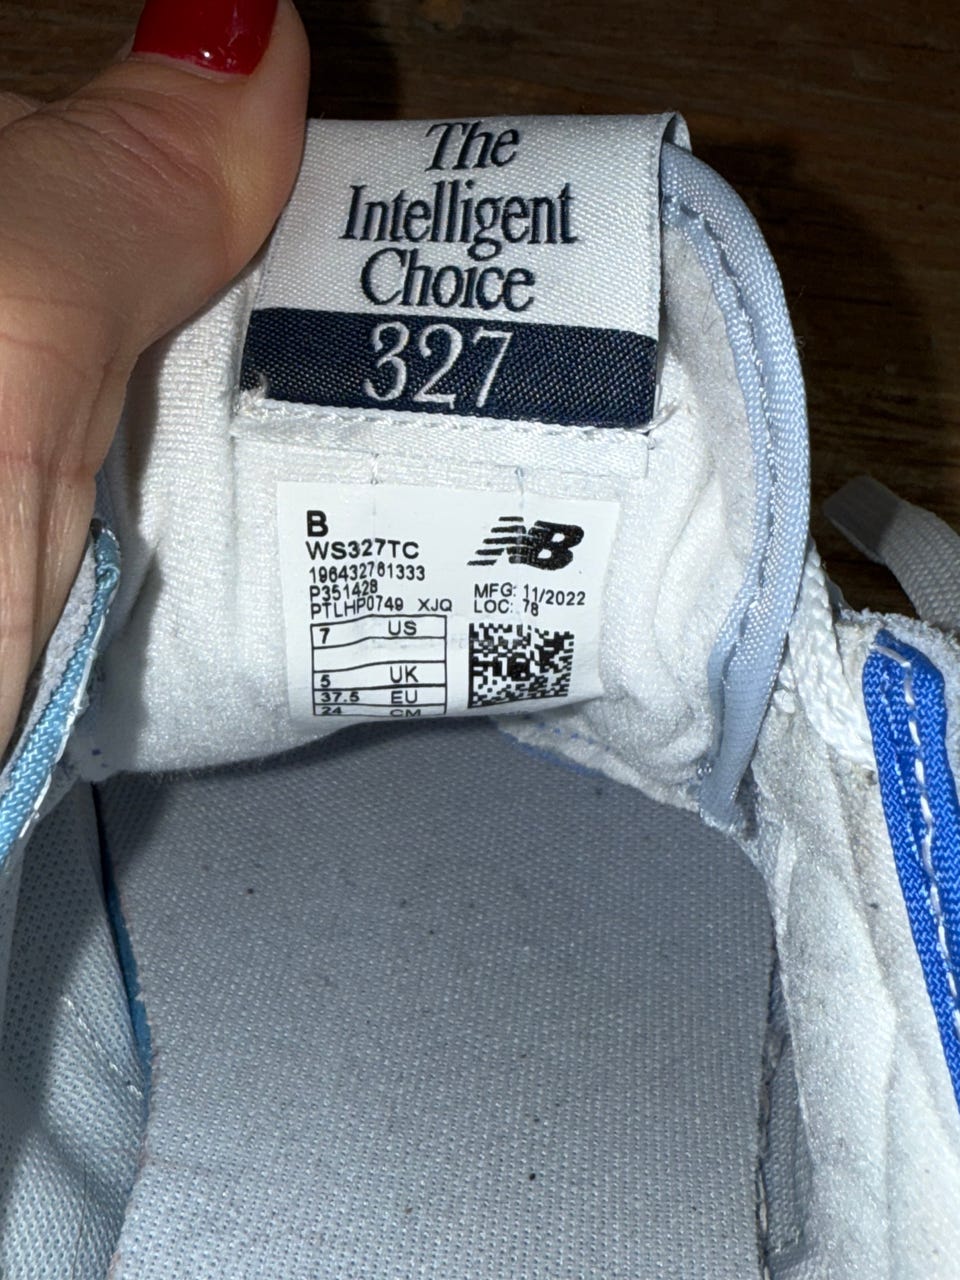 The
Intelligent
Choice
327
B
WS327TC
196432761333
P351428
PTLHP0749 XJQ
NB
MFG: 11/2022
LOC: 78
7 US
5 UK
37.5 EU
24 CM